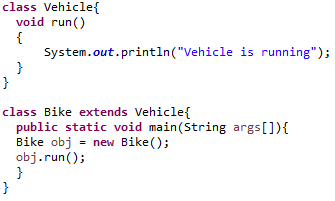 class Vehicle{
void run()
{
System.out.println("Vehicle is running");
}
}
class Bike extends Vehicle{
public static void main(String args[]){
Bike obj = new Bike();
obj.run();
}
}